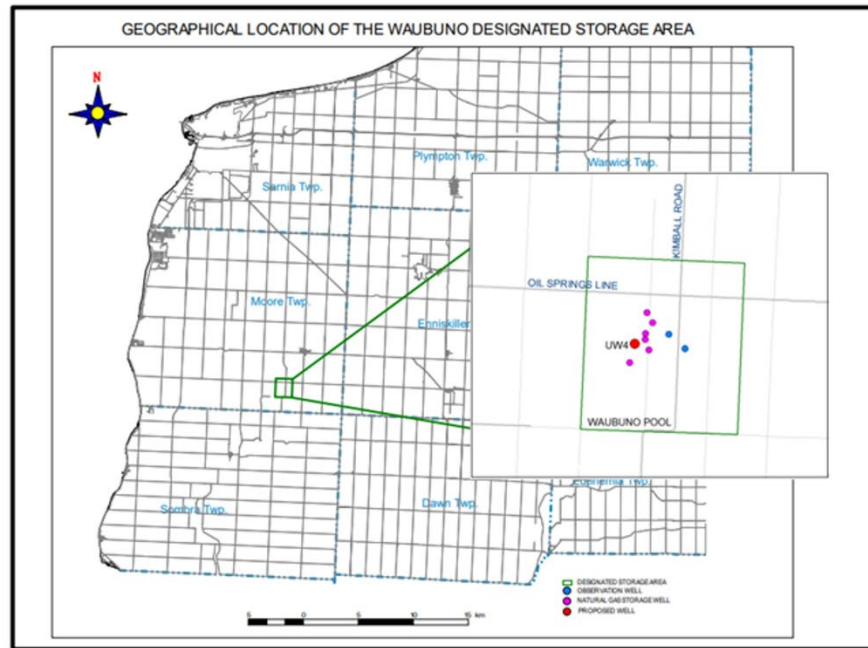 GEOGRAPHICAL LOCATION OF THE WAUBUNO DESIGNATED STORAGE AREA
N
Plympton Twp.
Warwick Twp.
Sarnia Twp.
KIMBALL ROAD
OIL SPRINGS LINE
Moore Twp.
Enniskillen
UW4
WAUBUNO POOL
Sombra Twp.
Dawn Twp.
Twp.
DESIGNATED STORAGE AREA
OBSERVATION WELL
NATURAL GAS STORAGE WELL
PROPOSED WELL
5 0 5 10 15 km